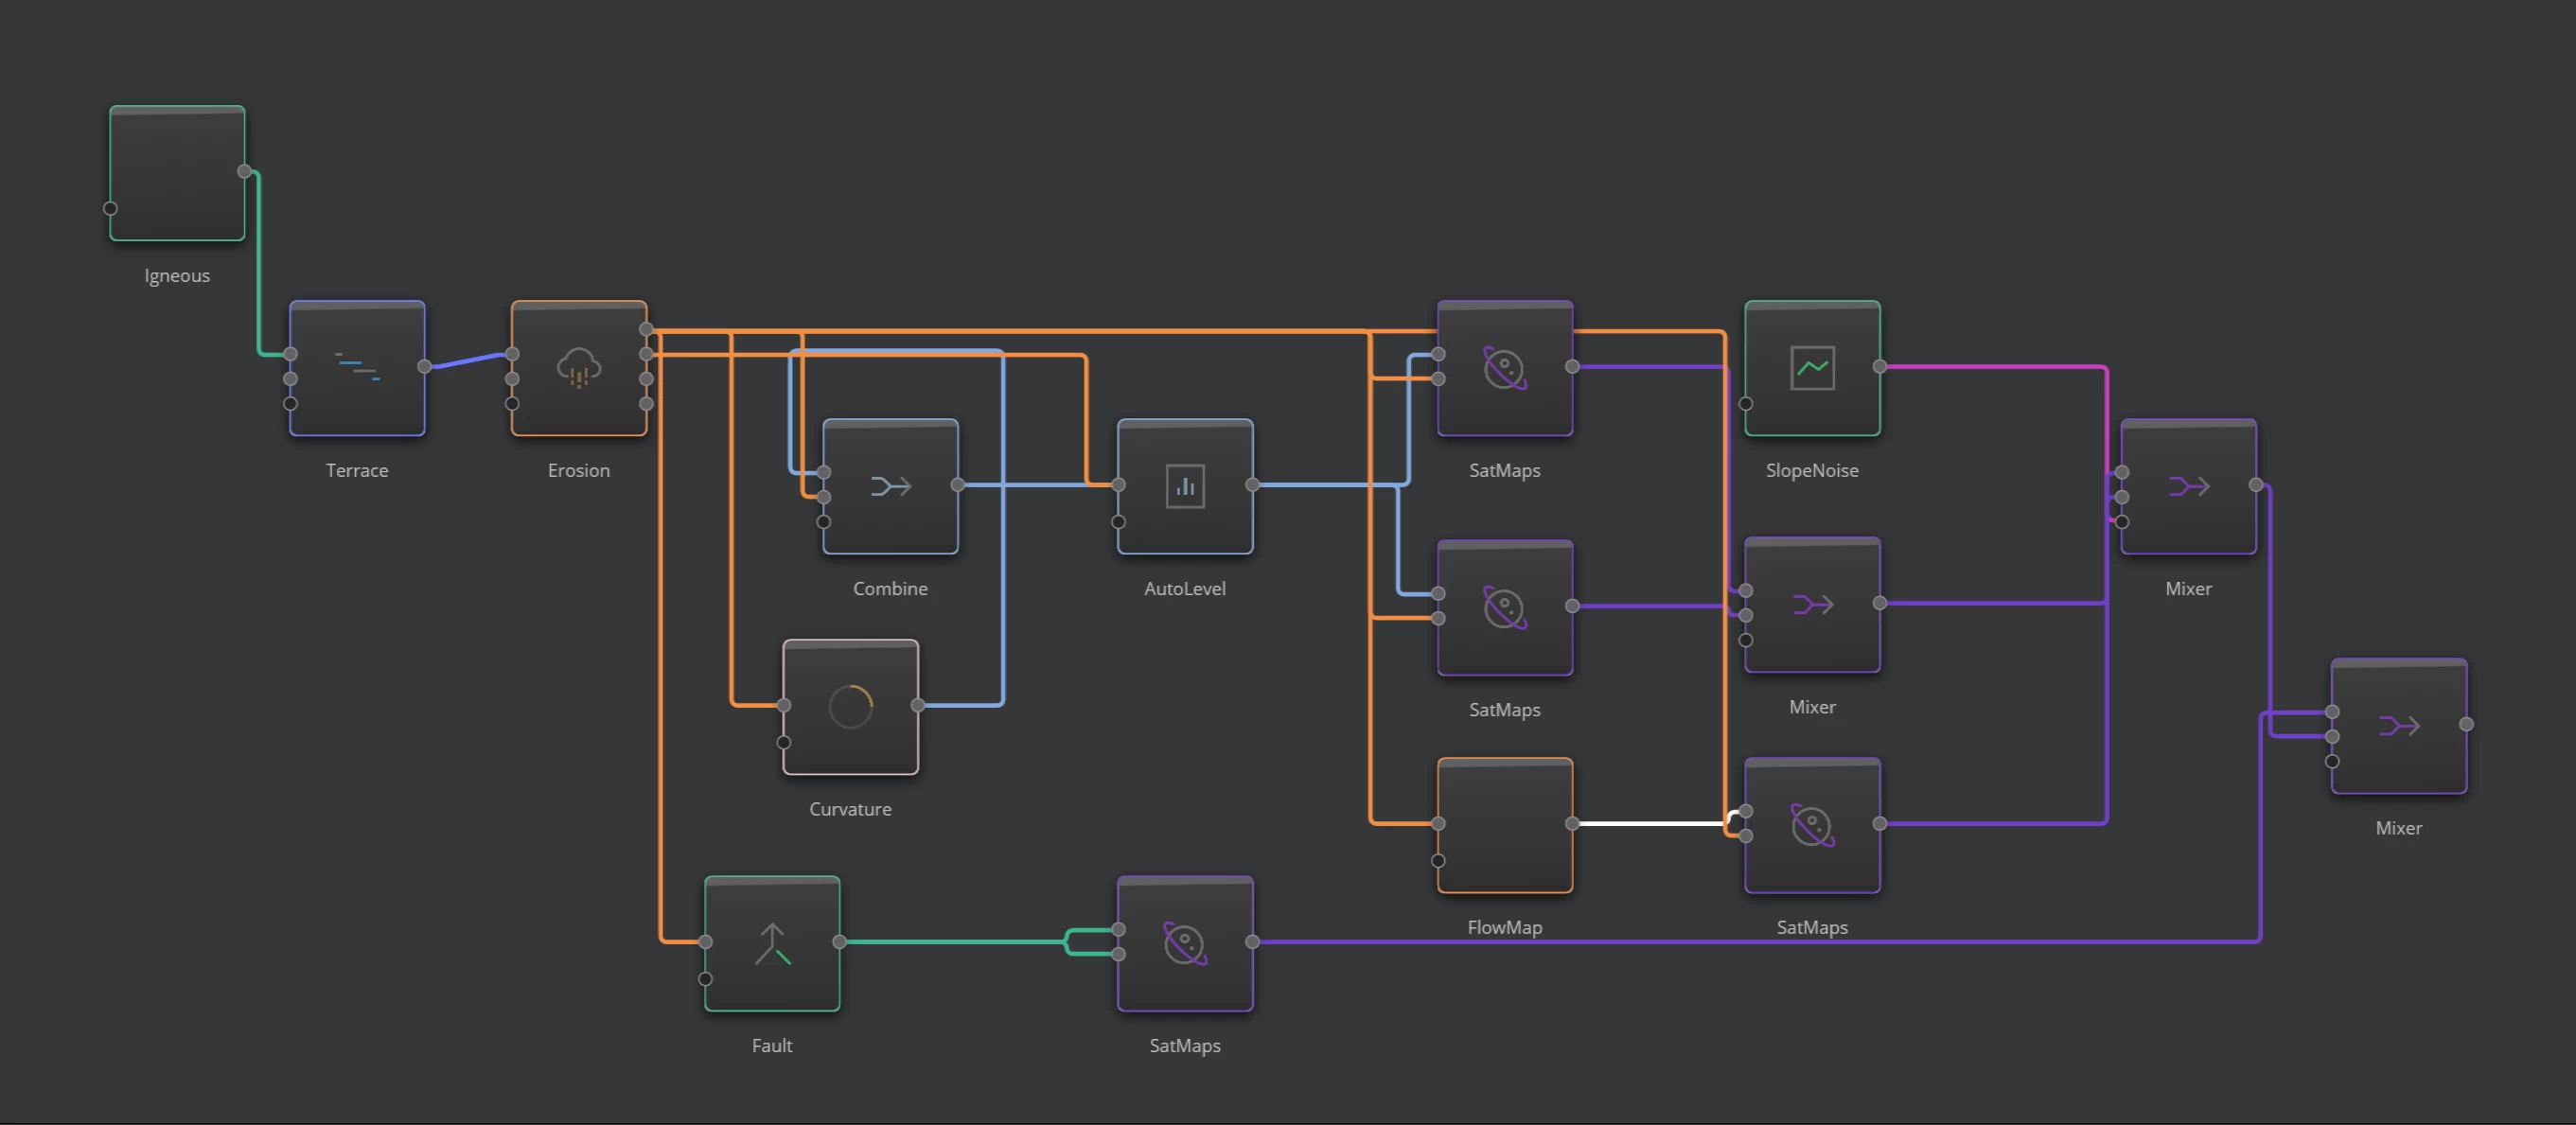 Igneous
Terrace
Erosion
SatMaps
SlopeNoise
Combine
AutoLevel
Mixer
SatMaps
Mixer
Curvature
Mixer
FlowMap
SatMaps
Fault
SatMaps